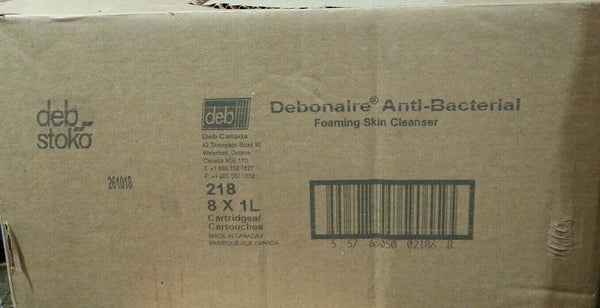 deb
stoko
deb
Debonaire® Anti-Bacterial
Foaming Skin Cleanser
Deb Canada
42 Thompson Road W.
Waterford, Ontario
Canada N0E 1Y0
261018
218
8 X 1L
Cartridges/
Cartouches
MADE IN CANADA/
FABRIQUE AUX CANADA
5 57 66050 02186 8